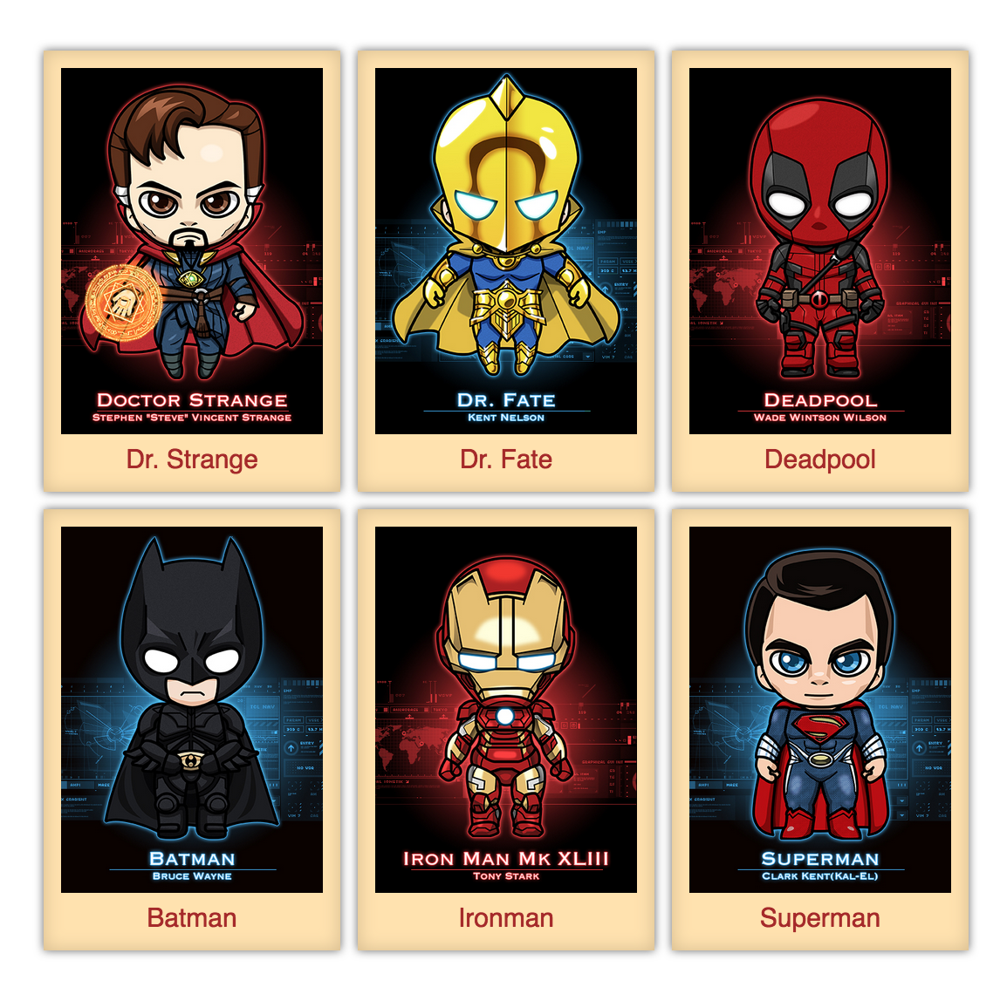 Doctor Strange
Stephen "Steve" Vincent Strange
Dr. Strange
Dr. Fate
Kent Nelson
Dr. Fate
Deadpool
Wade Wintson Wilson
Deadpool
Batman
Bruce Wayne
Batman
Iron Man Mk XLIII
Tony Stark
Ironman
Superman
Clark Kent(Kal-El)
Superman